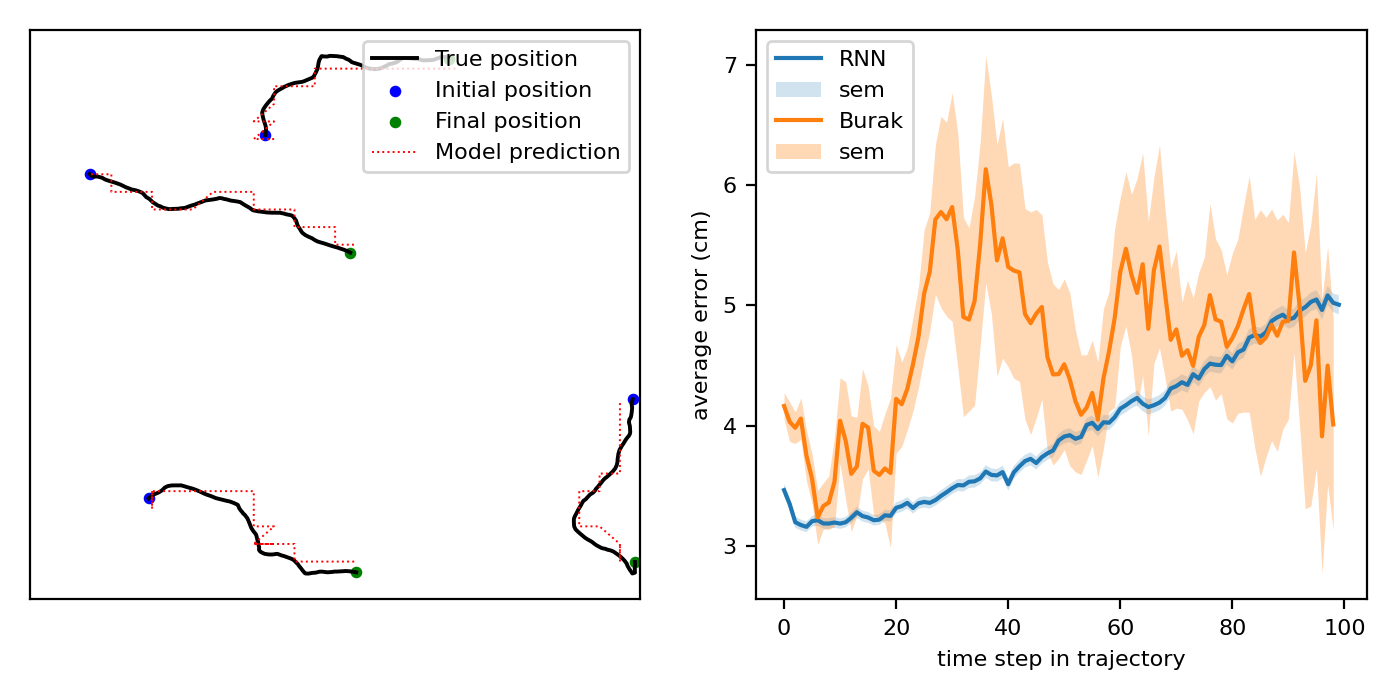 True position
Initial position
Final position
Model prediction
RNN
sem
Burak
sem
7
6
5
4
3
average error (cm)
0 20 40 60 80 100
time step in trajectory